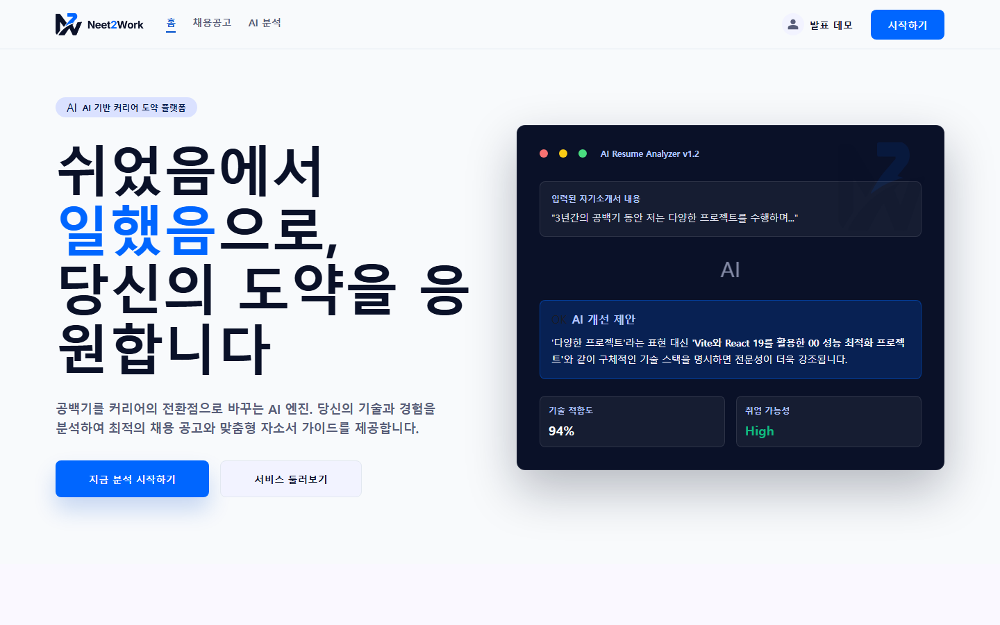 Neet2Work
홈
채용공고
AI 분석
발표 데모
시작하기
AI AI 기반 커리어 도약 플랫폼
쉬었음에서
일했음으로,
당신의 도약을 응
원합니다
공백기를 커리어의 전환점으로 바꾸는 AI 엔진. 당신의 기술과 경험을
분석하여 최적의 채용 공고와 맞춤형 자소서 가이드를 제공합니다.
지금 분석 시작하기
서비스 둘러보기
AI Resume Analyzer v1.2
입력된 자기소개서 내용
"3년간의 공백기 동안 저는 다양한 프로젝트를 수행하며..."
AI
AI 개선 제안
'다양한 프로젝트'라는 표현 대신 'Vite와 React 19를 활용한 00 성능 최적화 프로젝
트'와 같이 구체적인 기술 스택을 명시하면 전문성이 더욱 강조됩니다.
기술 적합도
94%
취업 가능성
High